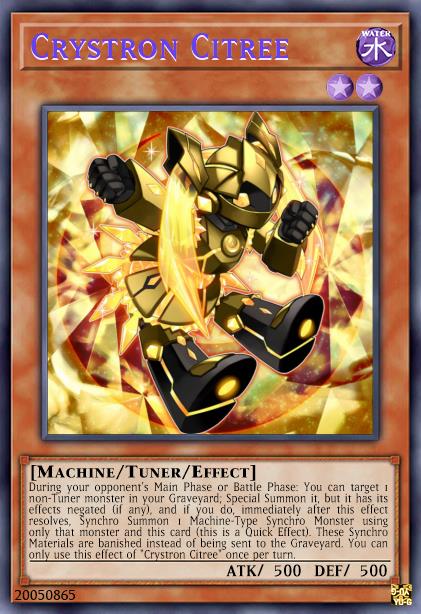 CRYSTRON CITREE
WATER
水
[MACHINE/TUNER/EFFECT]
During your opponent's Main Phase or Battle Phase: You can target 1
non-Tuner monster in your Graveyard; Special Summon it, but it has its
effects negated (if any), and if you do, immediately after this effect
resolves, Synchro Summon 1 Machine-Type Synchro Monster using
only that monster and this card (this is a Quick Effect). These Synchro
Materials are banished instead of being sent to the Graveyard. You can
only use this effect of "Crystron Citree" once per turn.
ATK/ 500 DEF/ 500
20050865